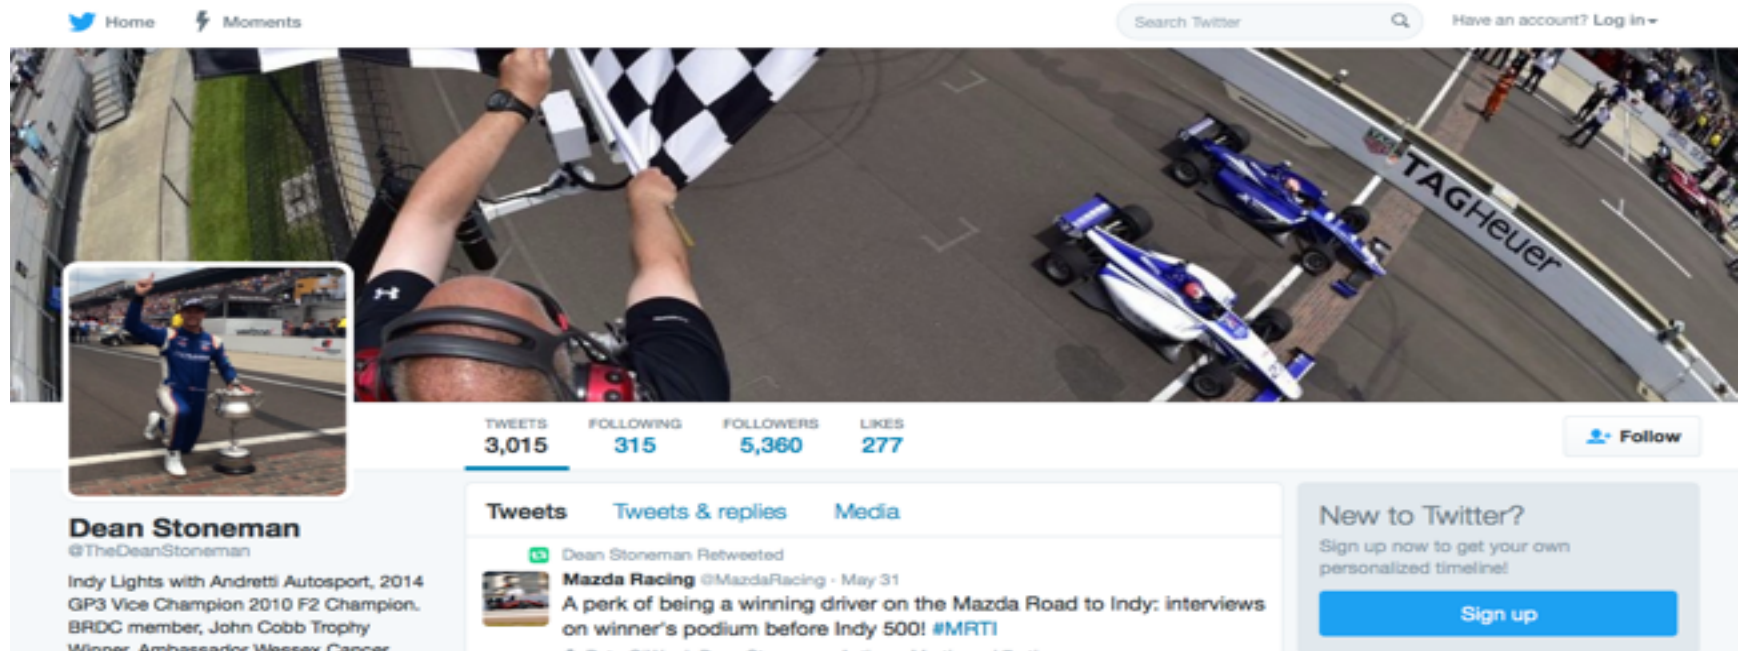 Home
Moments
Search Twitter
Have an account? Log in
TAGHeuer
TWEETS
3,015
FOLLOWING
315
FOLLOWERS
5,360
LIKES
277
Follow
Dean Stoneman
@TheDeanStoneman
Indy Lights with Andretti Autosport, 2014
GP3 Vice Champion 2010 F2 Champion.
BRDC member, John Cobb Trophy
Winner, Ambassador Wessex Cancer
Tweets
Tweets & replies
Media
Dean Stoneman Retweeted
Mazda Racing @MazdaRacing · May 31
A perk of being a winning driver on the Mazda Road to Indy: interviews
on winner's podium before Indy 500! #MRTI
New to Twitter?
Sign up now to get your own
personalized timeline!
Sign up